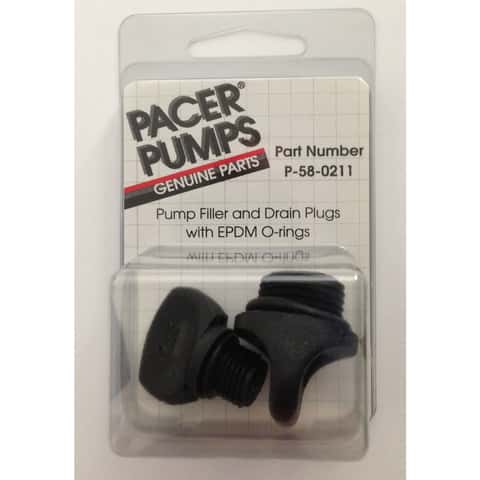 PACER®
PUMPS
GENUINE PARTS
Part Number
P-58-0211
Pump Filler and Drain Plugs
with EPDM O-rings